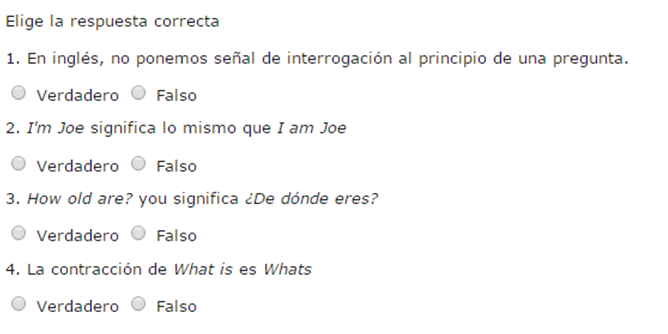 Elige la respuesta correcta
1. En inglés, no ponemos señal de interrogación al principio de una pregunta.
Verdadero Falso
2. I'm Joe significa lo mismo que I am Joe
Verdadero Falso
3. How old are? you significa ¿De dónde eres?
Verdadero Falso
4. La contracción de What is es Whats
Verdadero Falso